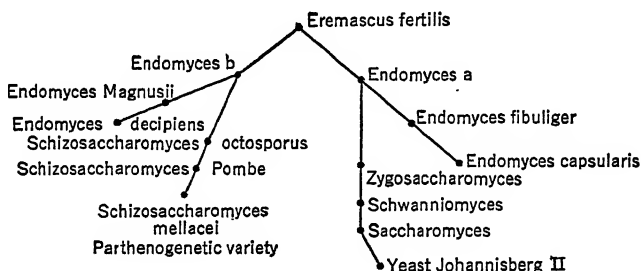 Eremascus fertilis
Endomyces b
Endomyces a
Endomyces Magnusii
Endomyces decipiens
Endomyces fibuliger
Schizosaccharomyces octosporus
Endomyces capsularis
Schizosaccharomyces Pombe
Zygosaccharomyces
Schizosaccharomyces
mellacei
Parthenogenetic variety
Schwanniomyces
Saccharomyces
Yeast Johannisberg II